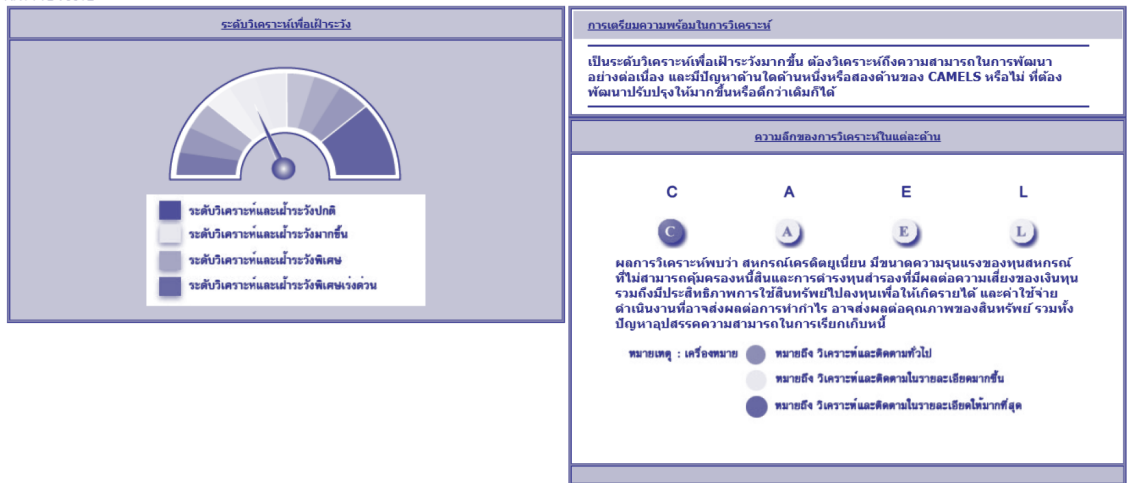 ระดับวิเคราะห์เพื่อเฝ้าระวัง
ระดับวิเคราะห์และเฝ้าระวังปกติ
ระดับวิเคราะห์และเฝ้าระวังมากขึ้น
ระดับวิเคราะห์และเฝ้าระวังพิเศษ
ระดับวิเคราะห์และเฝ้าระวังพิเศษเร่งด่วน
การเตรียมความพร้อมในการวิเคราะห์
เป็นระดับวิเคราะห์เพื่อเฝ้าระวังมากขึ้น ต้องวิเคราะห์ถึงความสามารถในการพัฒนา
อย่างต่อเนื่อง และมีปัญหาด้านใดด้านหนึ่งหรือสองด้านของ CAMELS หรือไม่ ที่ต้อง
พัฒนาปรับปรุงให้มากขึ้นหรือดีกว่าเดิมก็ได้
ความลึกของการวิเคราะห์ในแต่ละด้าน
C A E L
C A E L
ผลการวิเคราะห์พบว่า สหกรณ์เครดิตยูเนี่ยน มีขนาดความรุนแรงของทุนสหกรณ์
ที่ไม่สามารถคุ้มครองหนี้สินและการดำรงทุนสำรองที่มีผลต่อความเสี่ยงของเงินทุน
รวมถึงมีประสิทธิภาพการใช้สินทรัพย์ไปลงทุนเพื่อให้เกิดรายได้ และค่าใช้จ่าย
ดำเนินงานที่อาจส่งผลต่อการทำกำไร อาจส่งผลต่อคุณภาพของสินทรัพย์ รวมทั้ง
ปัญหาอุปสรรคความสามารถในการเรียกเก็บหนี้
หมายเหตุ : เครื่องหมาย หมายถึง วิเคราะห์และติดตามทั่วไป
หมายถึง วิเคราะห์และติดตามในรายละเอียดมากขึ้น
หมายถึง วิเคราะห์และติดตามในรายละเอียดให้มากที่สุด